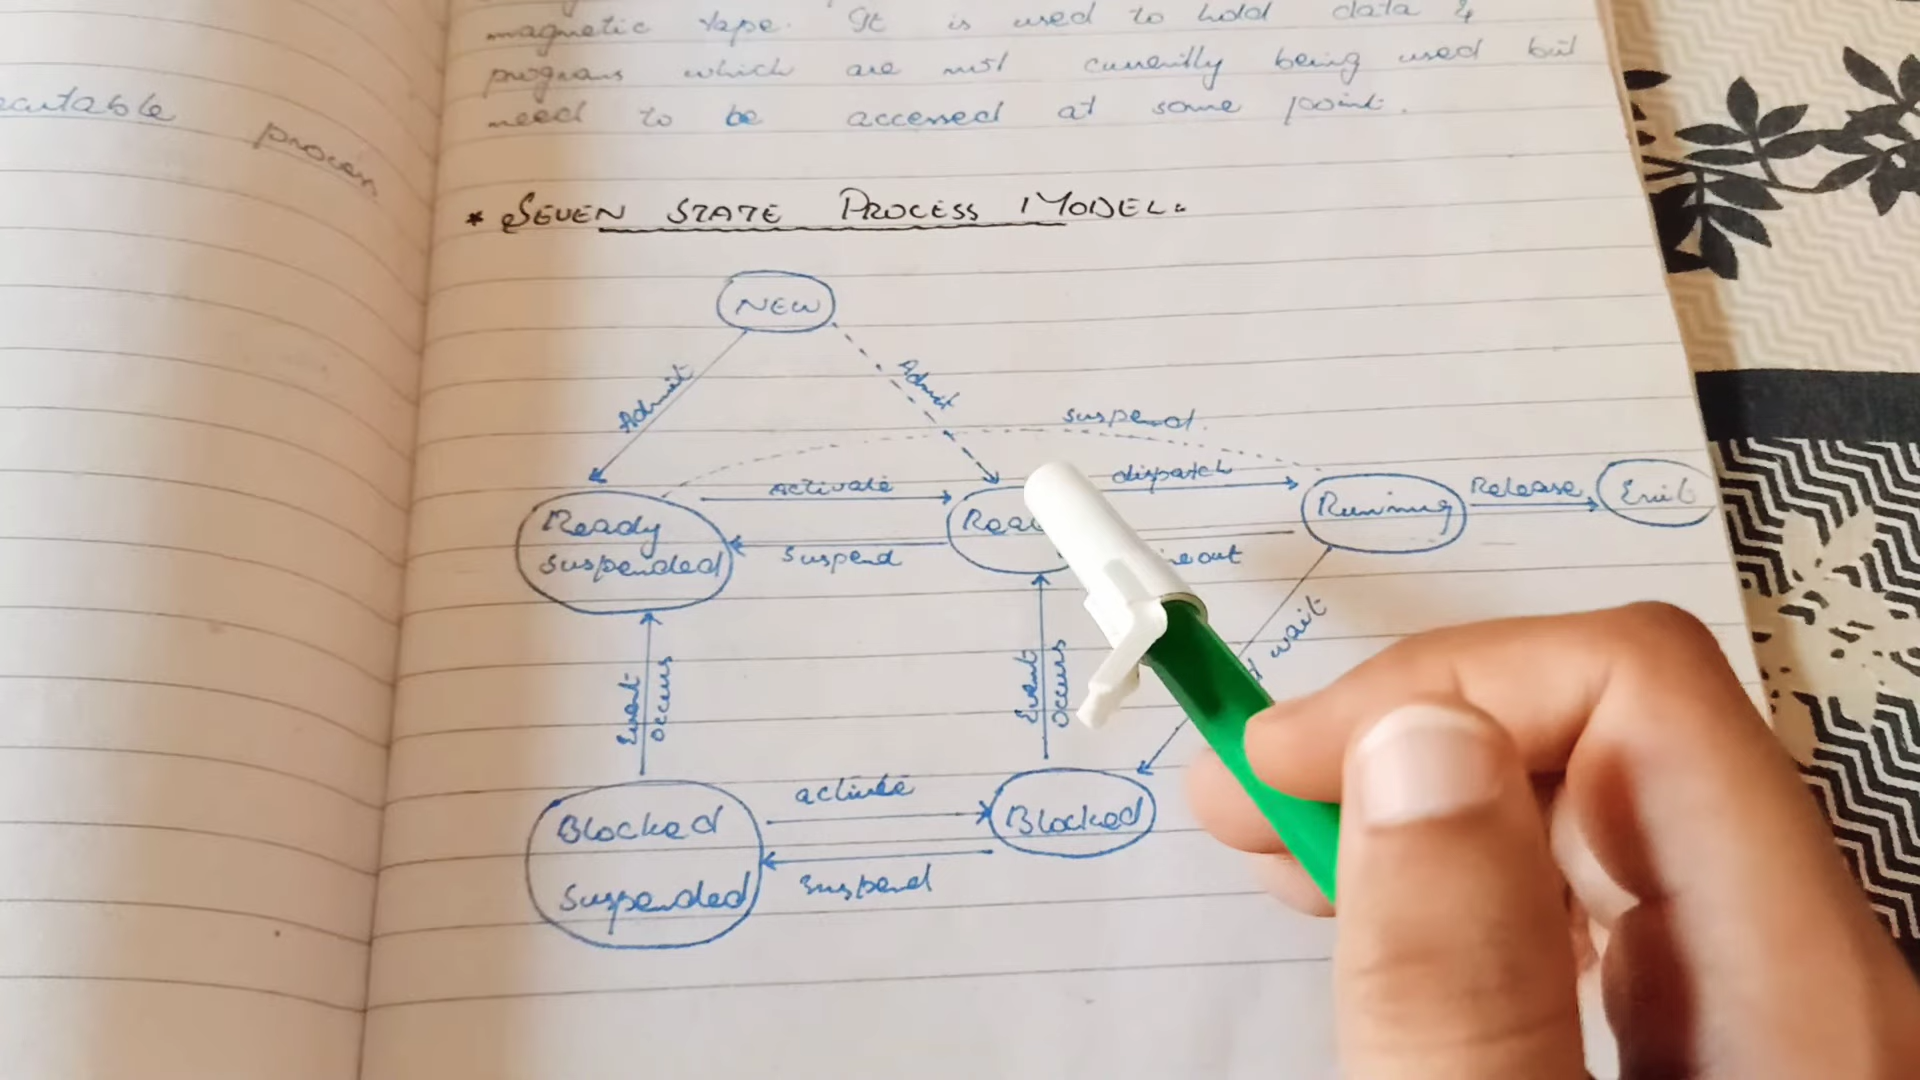 magnetic tape. It is used to hold data &
programs which are not currently being used but
need to be accessed at some point.
process
* SEVEN STATE PROCESS MODEL.
NEW
Admit
Admit
suspend
Activate
dispatch
Release
Ready
suspended
Running
Exit
Suspend
wait
Event
occurs
Event
occurs
activate
Blocked
Suspended
Blocked
suspend